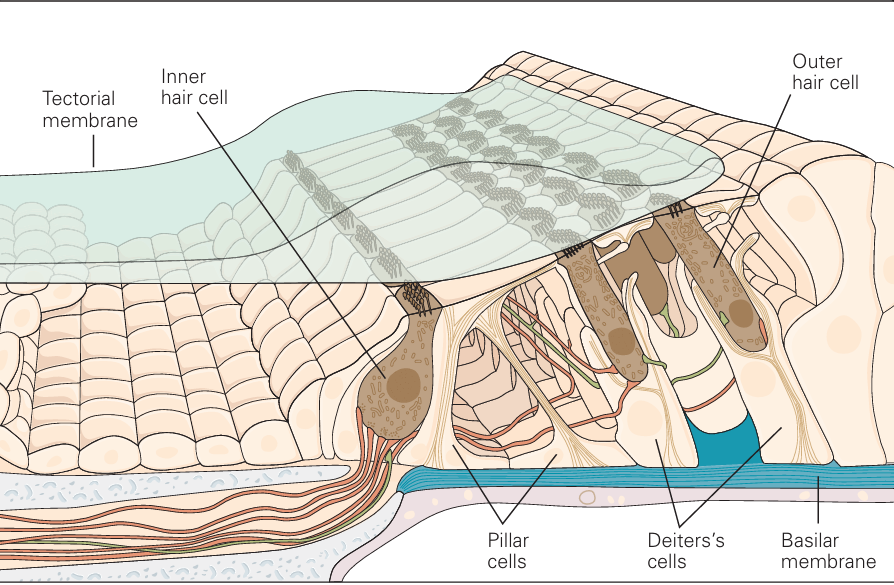 Tectorial
membrane
Inner
hair cell
Outer
hair cell
Pillar
cells
Deiters's
cells
Basilar
membrane